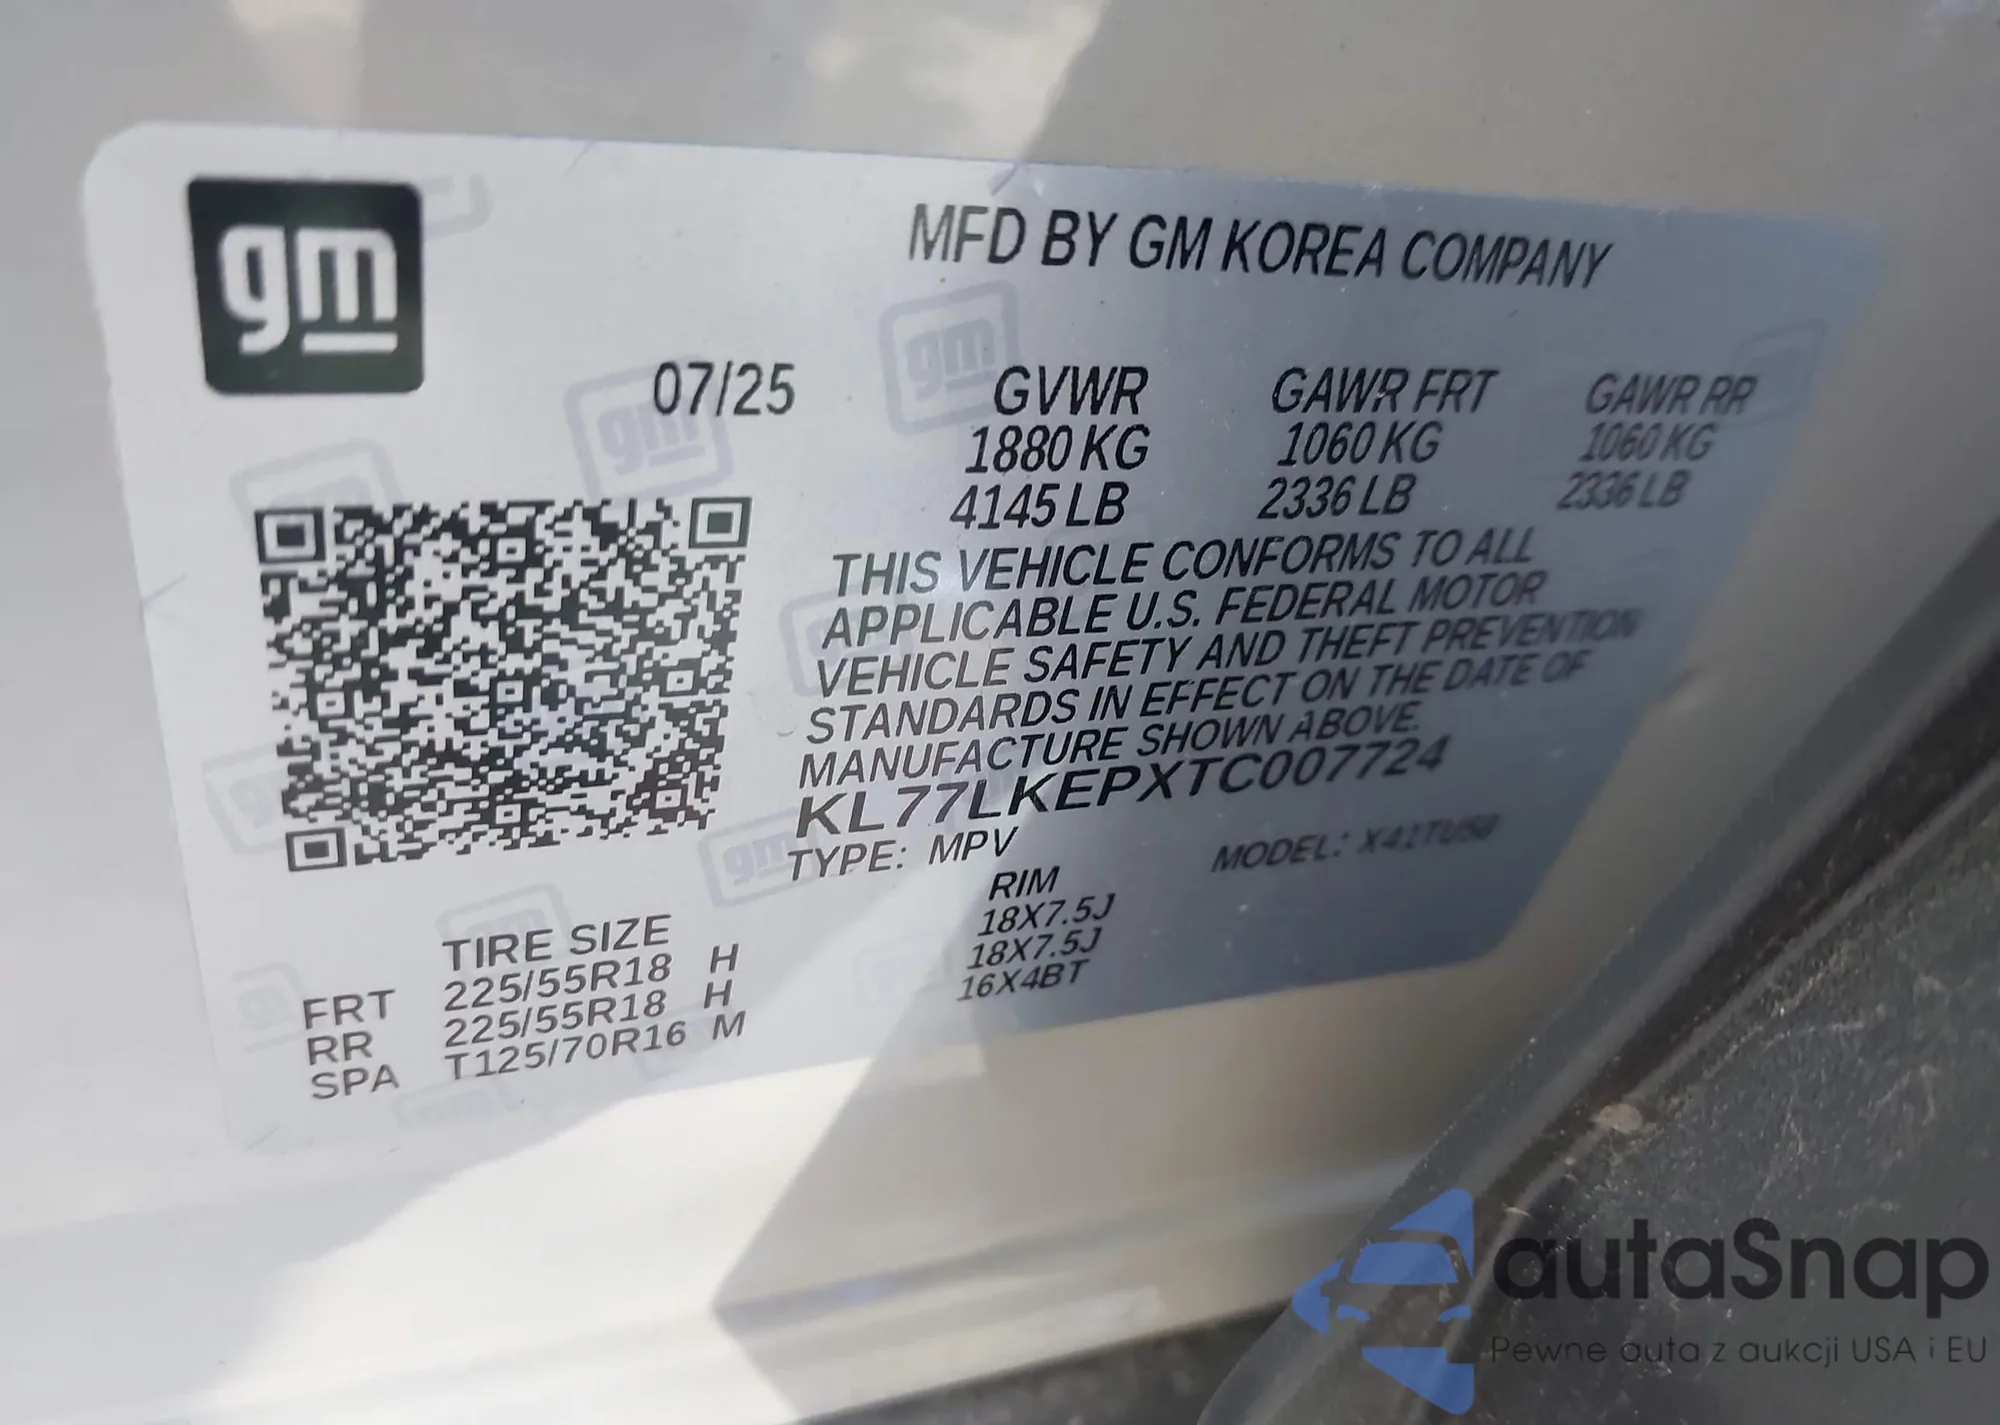 gm
MFD BY GM KOREA COMPANY
07/25
GVWR GAWR FRT GAWR RR
1880 KG 1060 KG 1060 KG
4145 LB 2336 LB 2336 LB
THIS VEHICLE CONFORMS TO ALL
APPLICABLE U.S. FEDERAL MOTOR
VEHICLE SAFETY AND THEFT PREVENTION
STANDARDS IN EFFECT ON THE DATE OF
MANUFACTURE SHOWN ABOVE.
KL77LKEPXTC007724
TYPE: MPV MODEL:
TIRE SIZE RIM
FRT 225/55R18 H 18X7.5J
RR 225/55R18 H 18X7.5J
SPA T125/70R16 M 16X4BT
autaSnap
Pewne auta z aukcji USA i EU